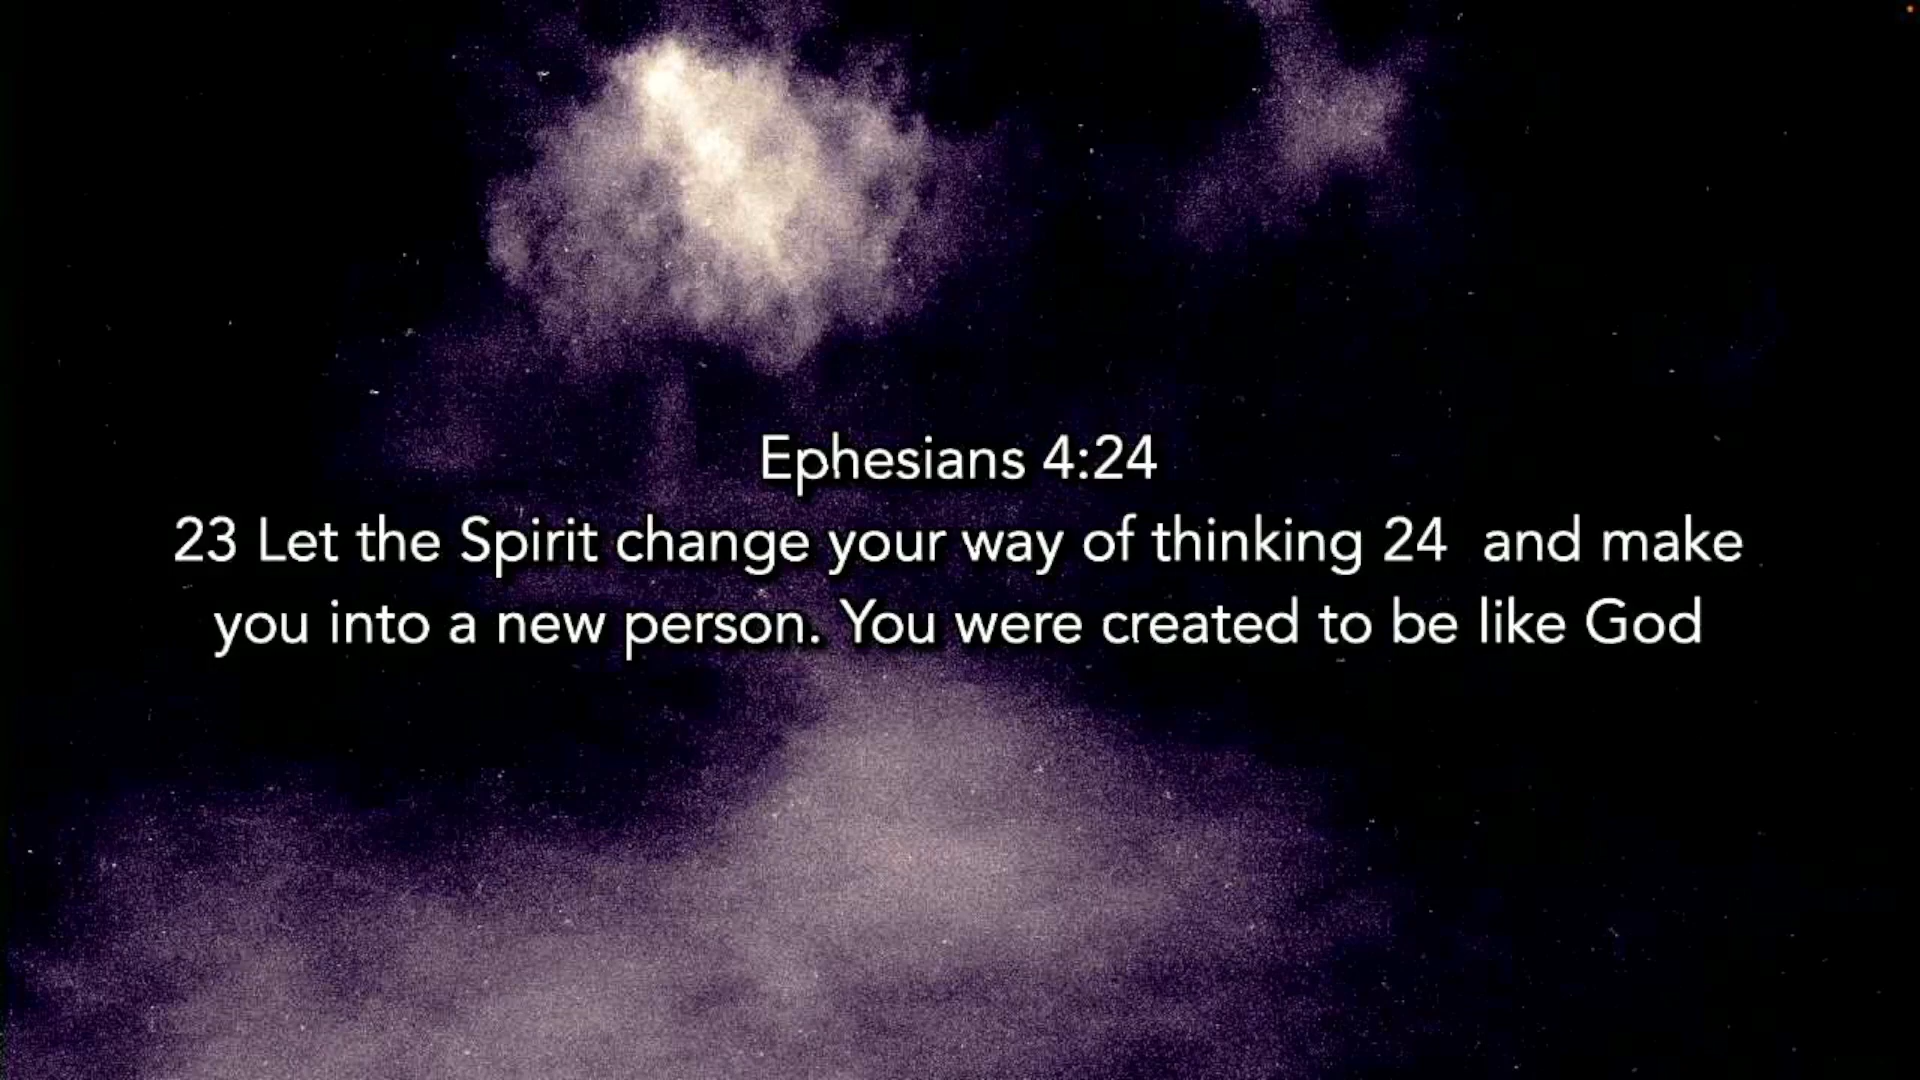 Ephesians 4:24
23 Let the Spirit change your way of thinking 24  and make
you into a new person. You were created to be like God